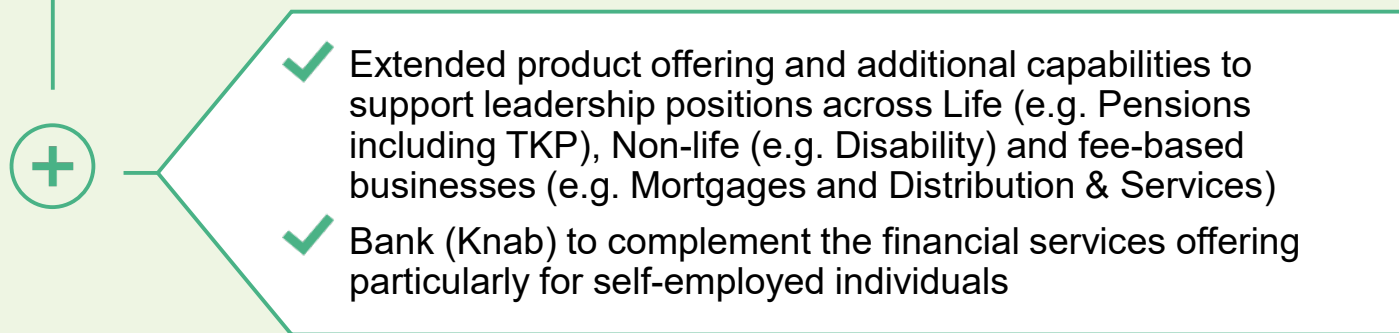 Extended product offering and additional capabilities to
support leadership positions across Life (e.g. Pensions
including TKP), Non-life (e.g. Disability) and fee-based
businesses (e.g. Mortgages and Distribution & Services)
Bank (Knab) to complement the financial services offering
particularly for self-employed individuals